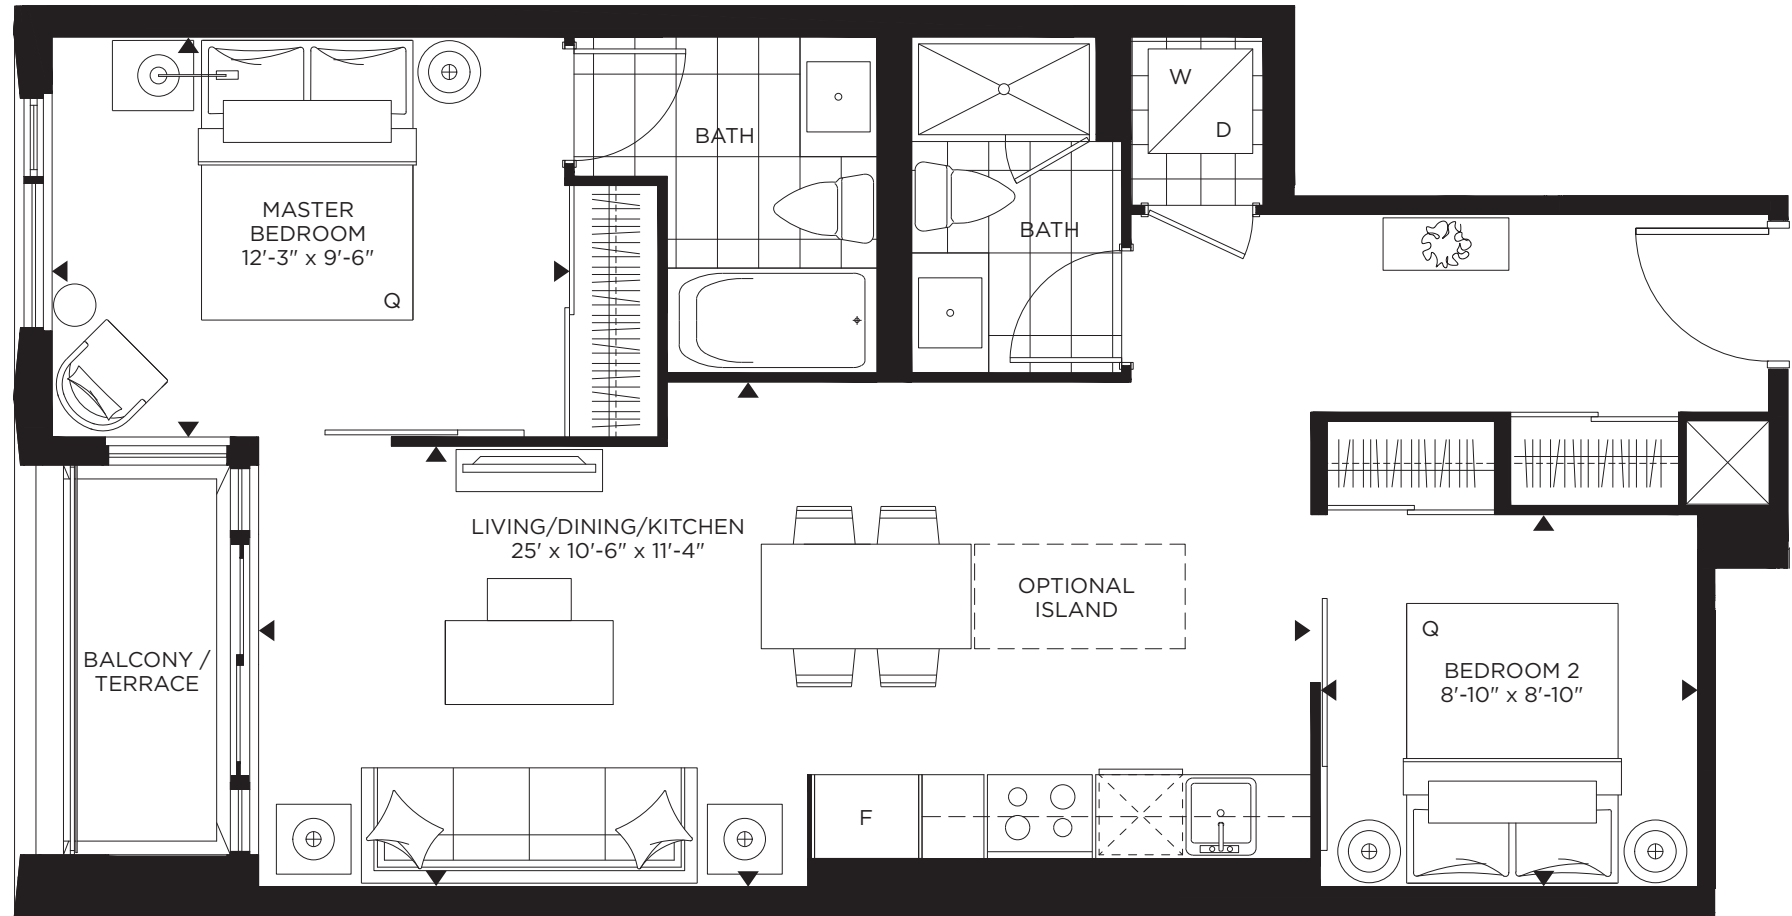 MASTER
BEDROOM
12'-3" x 9'-6"
Q
BATH
BATH
W
D
LIVING/DINING/KITCHEN
25' x 10'-6" x 11'-4"
OPTIONAL
ISLAND
BALCONY /
TERRACE
Q
BEDROOM 2
8'-10" x 8'-10"
F